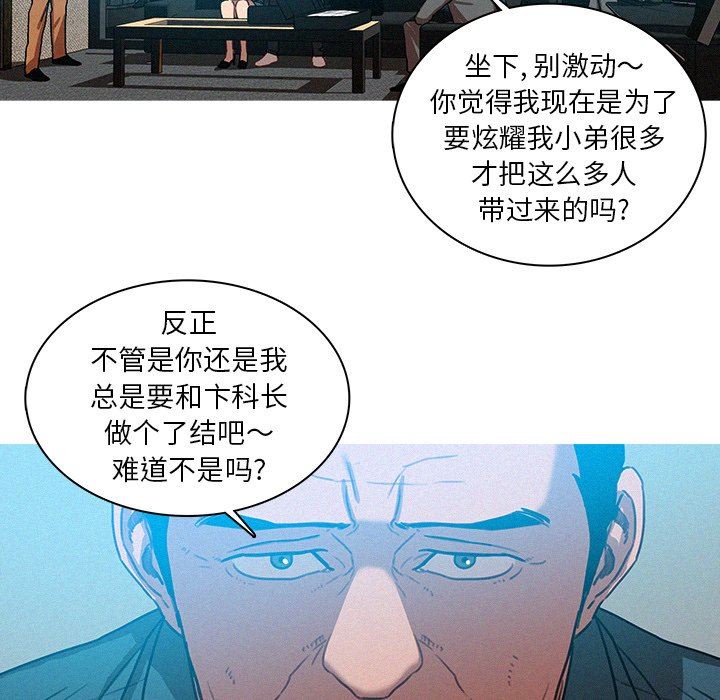 坐下, 别激动～
你觉得我现在是为了
要炫耀我小弟很多
才把这么多人
带过来的吗?
反正
不管是你还是我
总是要和卞科长
做个了结吧～
难道不是吗?